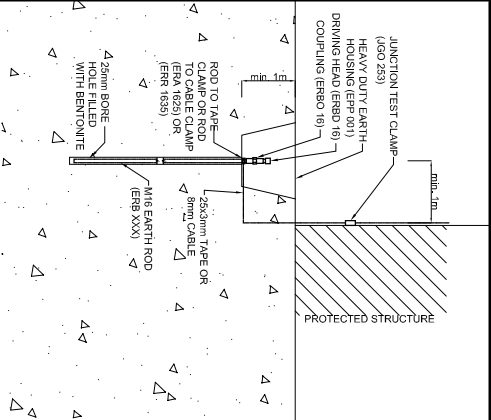 JUNCTION TEST CLAMP
(JGO 253)
HEAVY DUTY EARTH
HOUSING (EPP 001)
DRIVING HEAD (ERBD 16)
COUPLING (ERBO 16)
min. 1m
min. 1m
ROD TO TAPE
CLAMP OR ROD
TO CABLE CLAMP
(ERA 1625) OR
(ERR 1635)
25mm BORE
HOLE FILLED
WITH BENTONITE
25x3mm TAPE OR
8mm CABLE
M16 EARTH ROD
(ERB XXX)
PROTECTED STRUCTURE